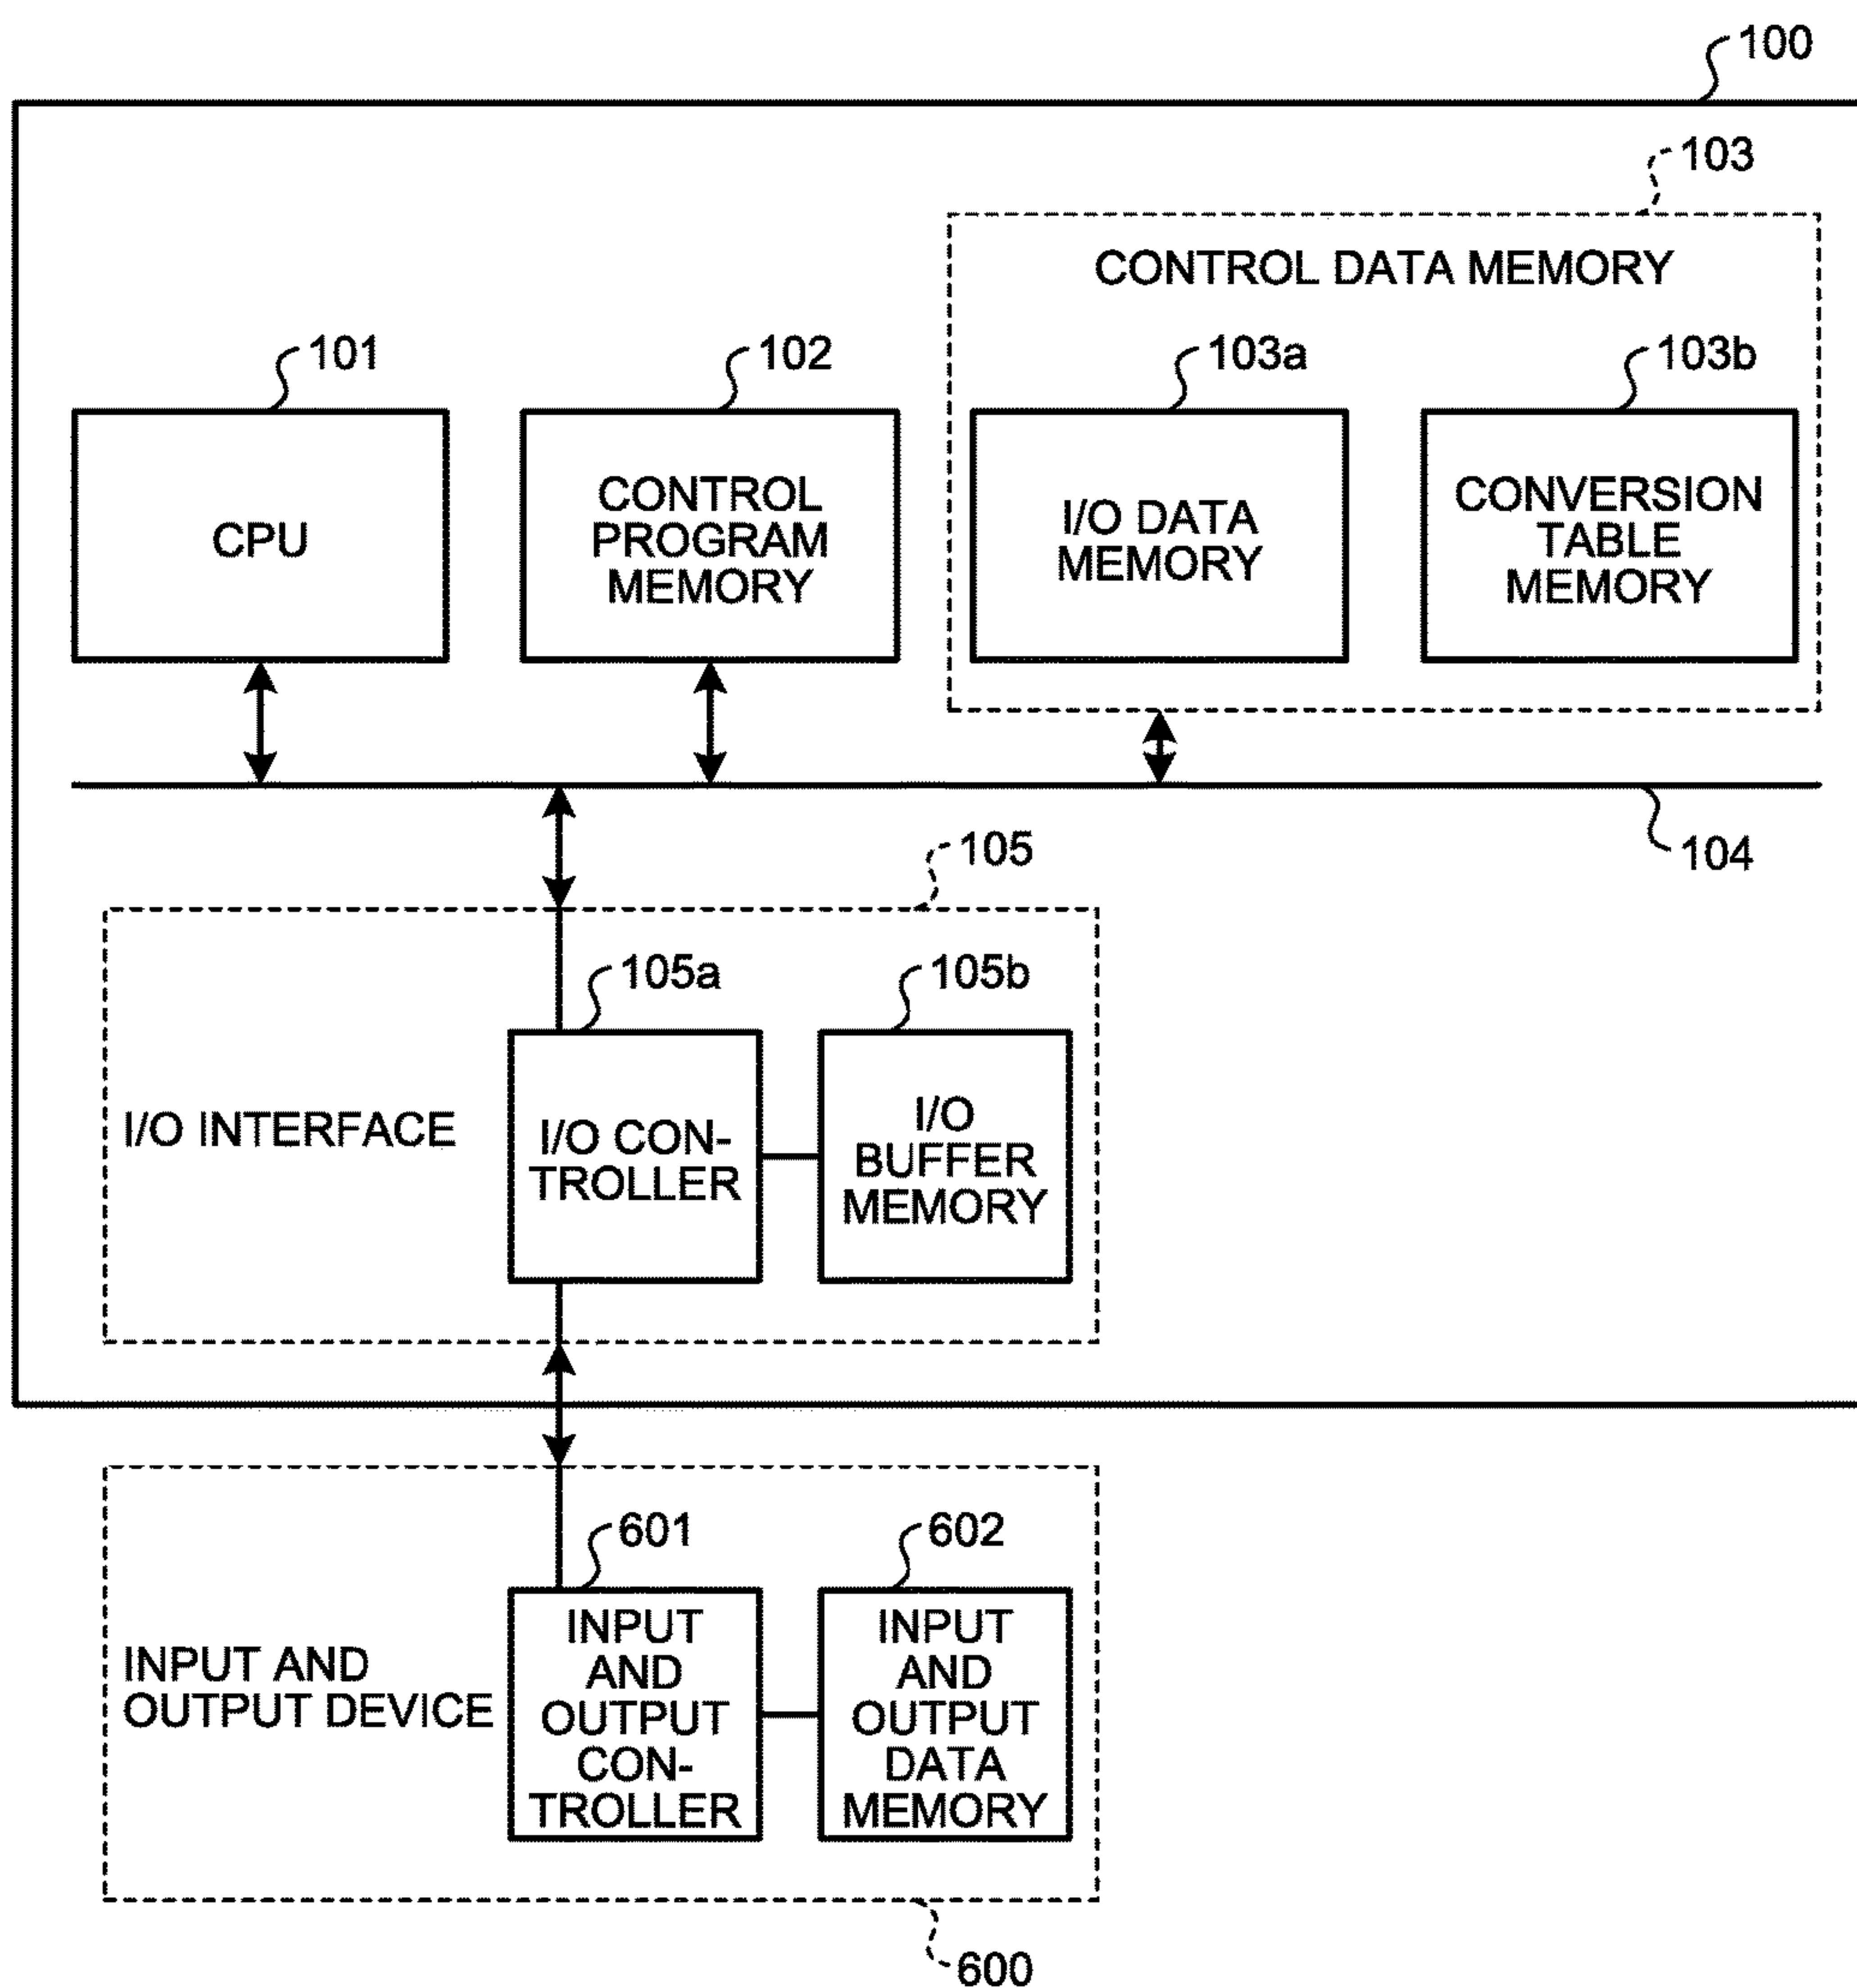 100
103
CONTROL DATA MEMORY
101
102
103a
103b
CPU
CONTROL
PROGRAM
MEMORY
I/O DATA
MEMORY
CONVERSION
TABLE
MEMORY
104
105
105a
105b
I/O INTERFACE
I/O CON-
TROLLER
I/O
BUFFER
MEMORY
601
602
INPUT AND
OUTPUT DEVICE
INPUT
AND
OUTPUT
CON-
TROLLER
INPUT
AND
OUTPUT
DATA
MEMORY
600